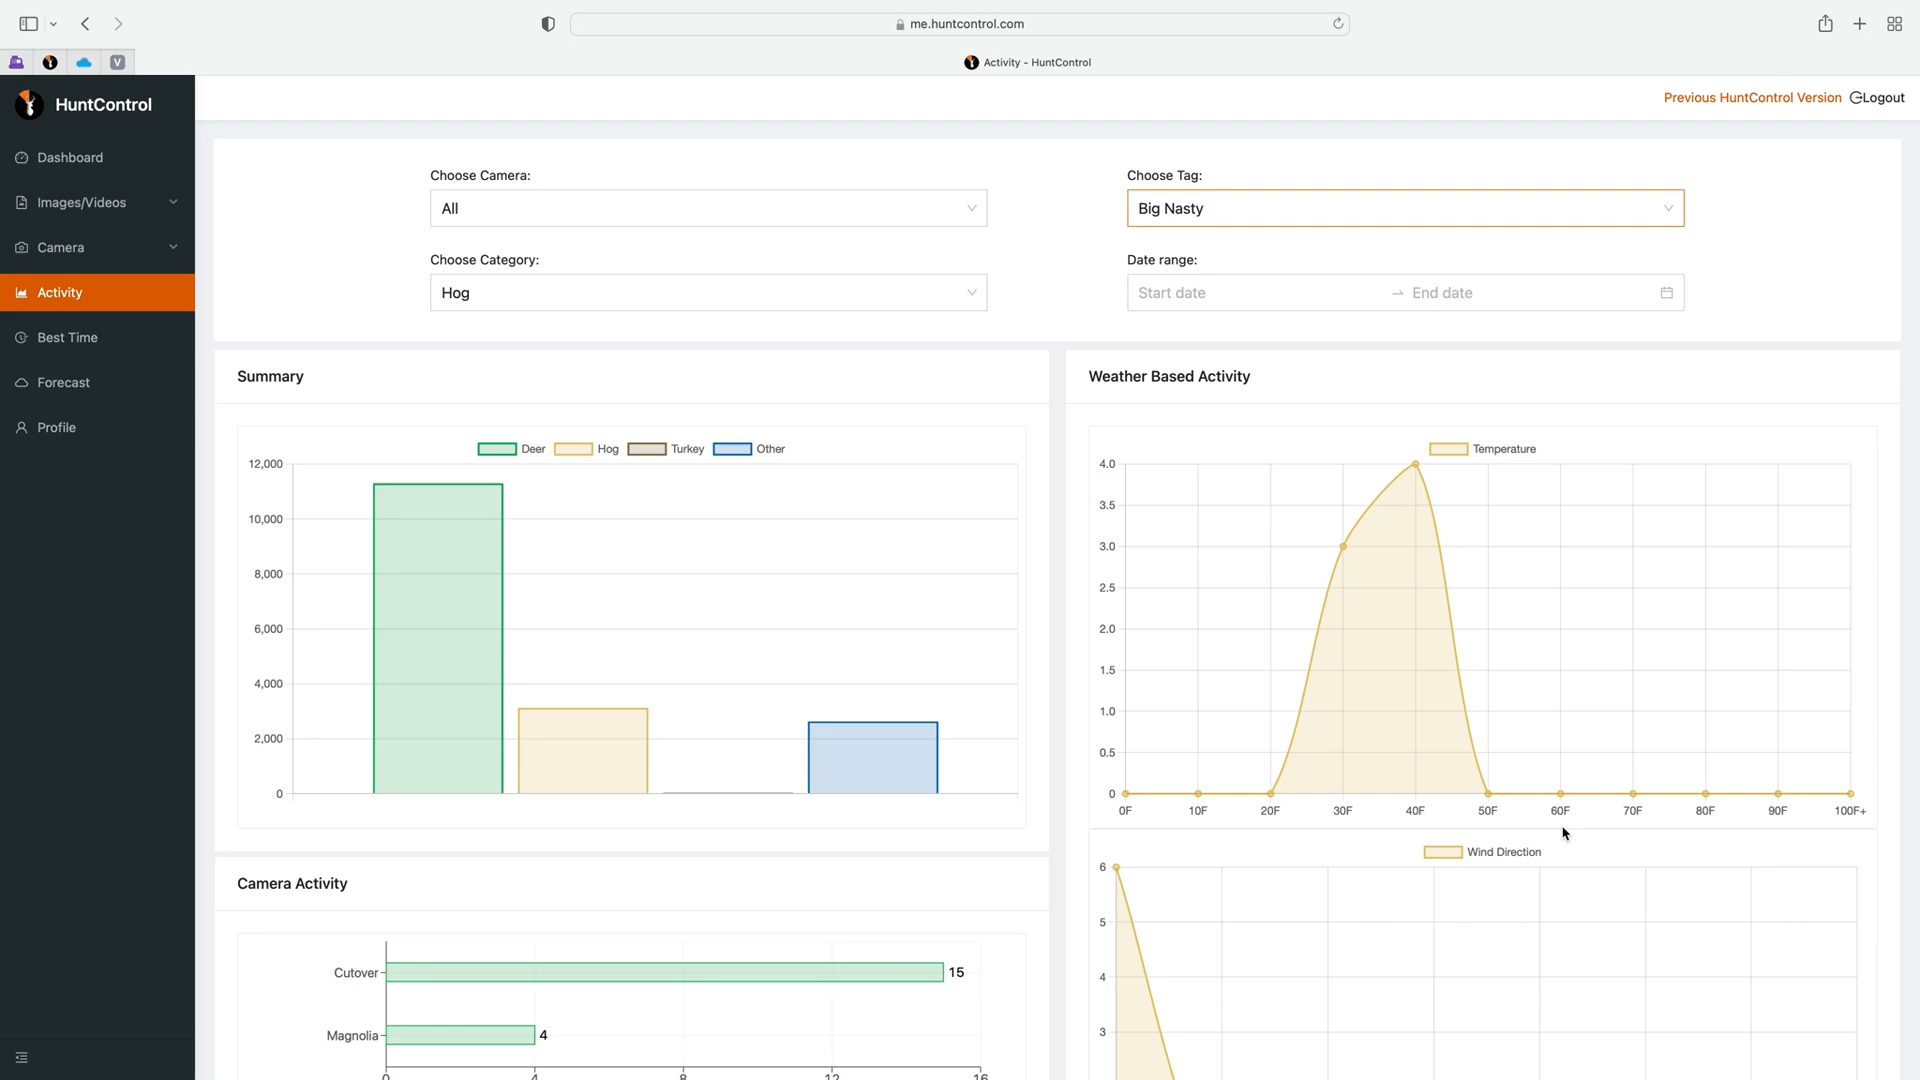 me.huntcontrol.com
V
Activity - HuntControl
HuntControl
Previous HuntControl Version
Logout
Dashboard
Images/Videos
Camera
Activity
Best Time
Forecast
Profile
Choose Camera:
All
Choose Tag:
Big Nasty
Choose Category:
Hog
Date range:
Start date
End date
Summary
Deer Hog Turkey Other
12,000
10,000
8,000
6,000
4,000
2,000
0
Camera Activity
Cutover 15
Magnolia 4
0 4 8 12 16
Weather Based Activity
Temperature
4.0
3.5
3.0
2.5
2.0
1.5
1.0
0.5
0
0F 10F 20F 30F 40F 50F 60F 70F 80F 90F 100F+
Wind Direction
6
5
4
3